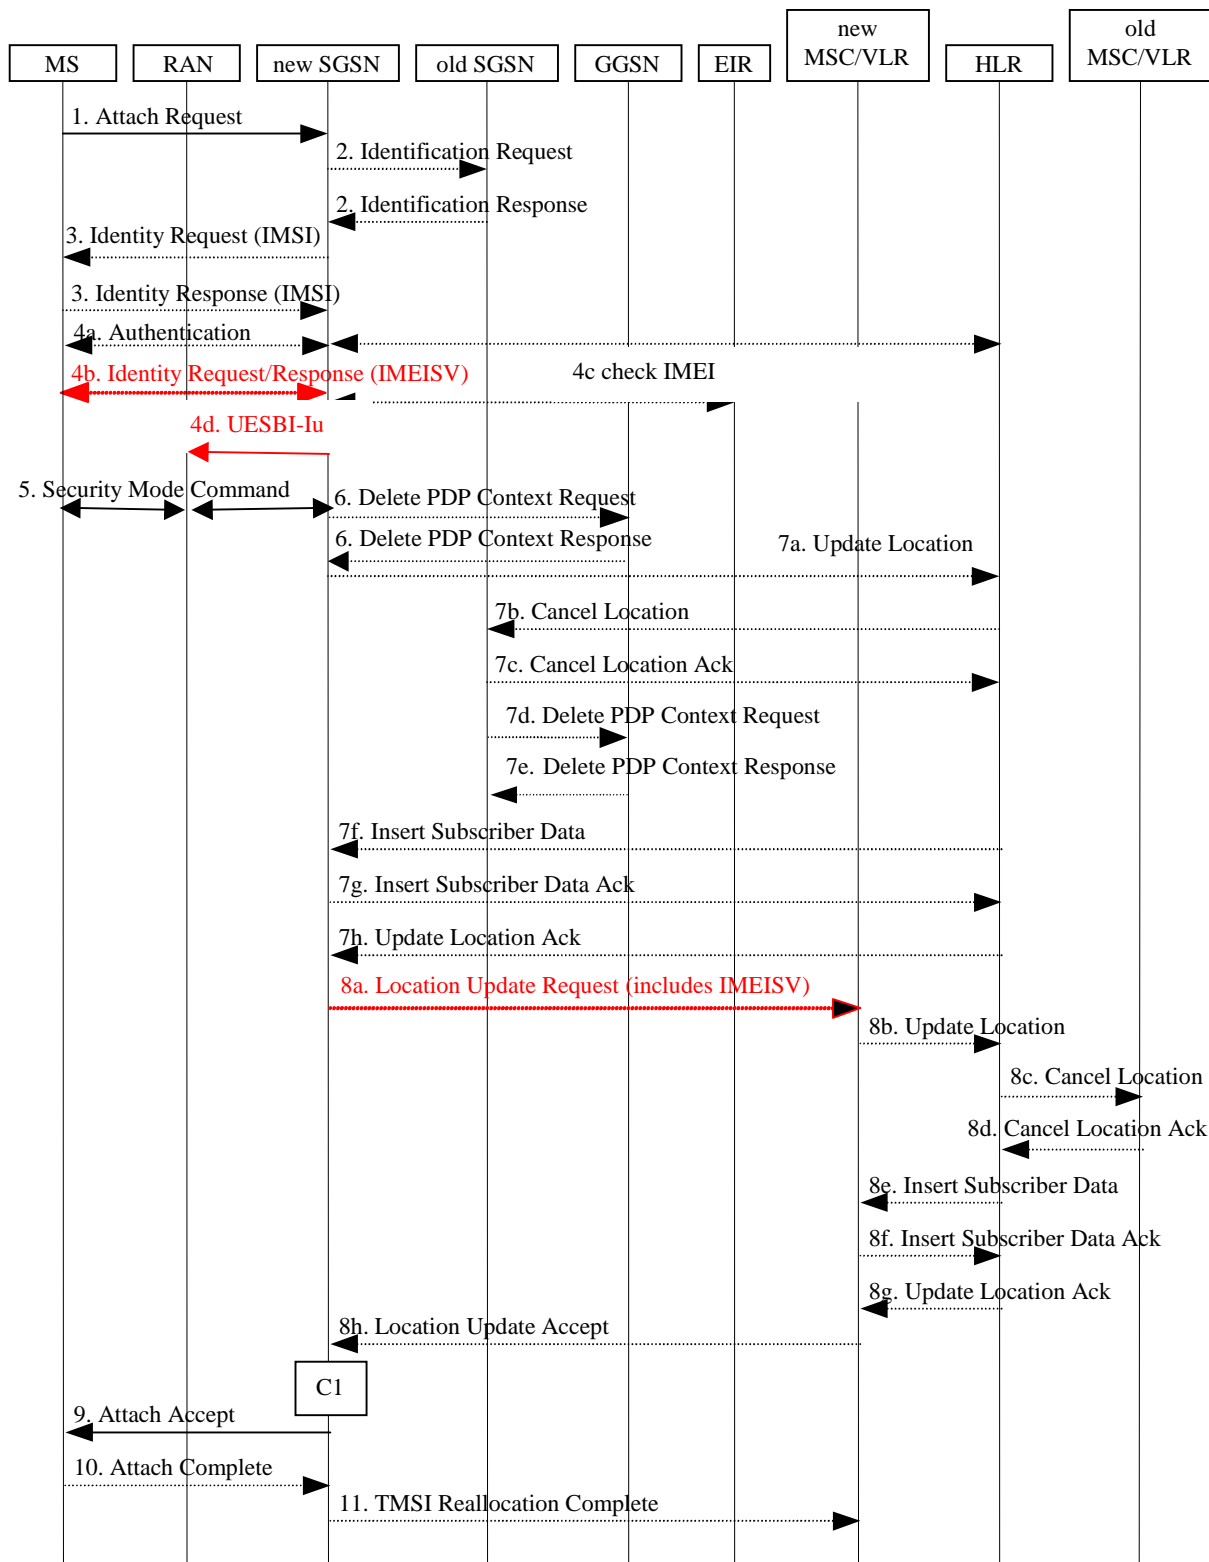 new
MSC/VLR
old
MSC/VLR
MS
RAN
new SGSN
old SGSN
GGSN
EIR
HLR
1. Attach Request
2. Identification Request
2. Identification Response
3. Identity Request (IMSI)
3. Identity Response (IMSI)
4a. Authentication
4b. Identity Request/Response (IMEISV)
4c check IMEI
4d. UESBI-Iu
5. Security Mode Command
6. Delete PDP Context Request
6. Delete PDP Context Response
7a. Update Location
7b. Cancel Location
7c. Cancel Location Ack
7d. Delete PDP Context Request
7e. Delete PDP Context Response
7f. Insert Subscriber Data
7g. Insert Subscriber Data Ack
7h. Update Location Ack
8a. Location Update Request (includes IMEISV)
8b. Update Location
8c. Cancel Location
8d. Cancel Location Ack
8e. Insert Subscriber Data
8f. Insert Subscriber Data Ack
8g. Update Location Ack
8h. Location Update Accept
C1
9. Attach Accept
10. Attach Complete
11. TMSI Reallocation Complete